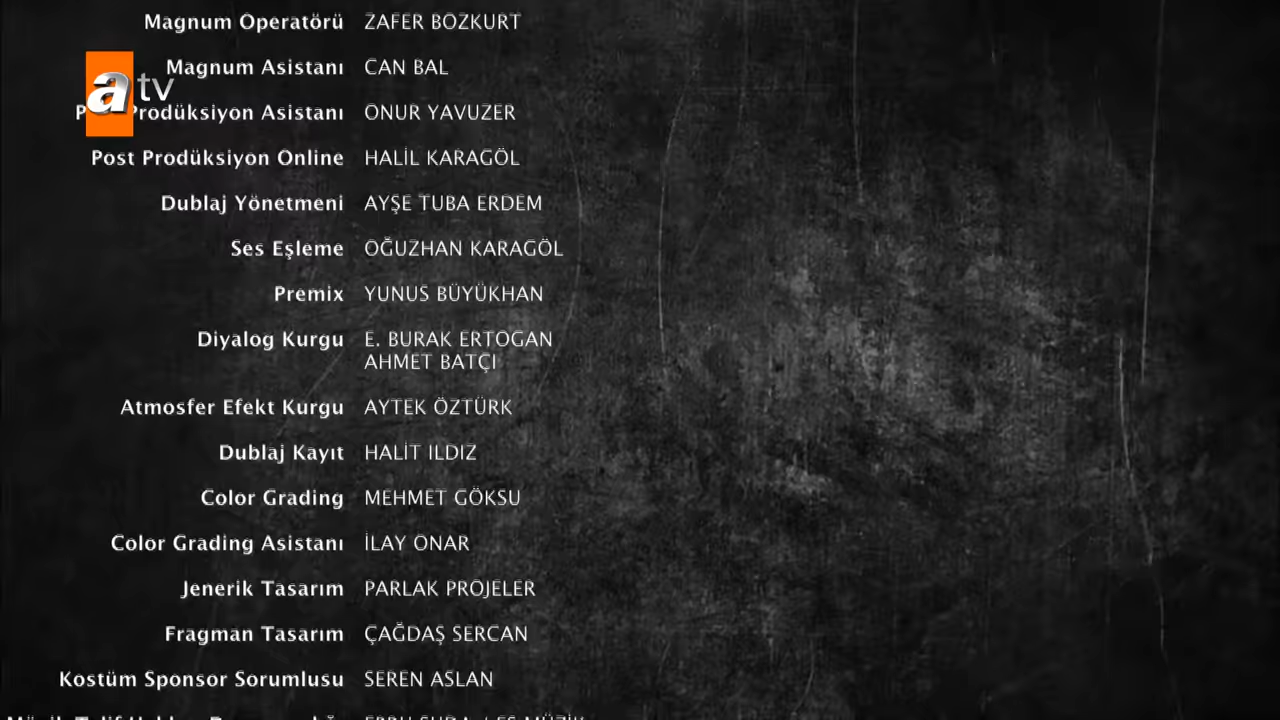 Magnum Operatörü ZAFER BOZKURT
Magnum Asistanı CAN BAL
atv
Prodüksiyon Asistanı ONUR YAVUZER
Post Prodüksiyon Online HALİL KARAGÖL
Dublaj Yönetmeni AYŞE TUBA ERDEM
Ses Eşleme OĞUZHAN KARAGÖL
Premix YUNUS BÜYÜKHAN
Diyalog Kurgu E. BURAK ERTOGAN
AHMET BATÇI
Atmosfer Efekt Kurgu AYTEK ÖZTÜRK
Dublaj Kayıt HALİT ILDIZ
Color Grading MEHMET GÖKSU
Color Grading Asistanı İLAY ONAR
Jenerik Tasarım PARLAK PROJELER
Fragman Tasarım ÇAĞDAŞ SERCAN
Kostüm Sponsor Sorumlusu SEREN ASLAN